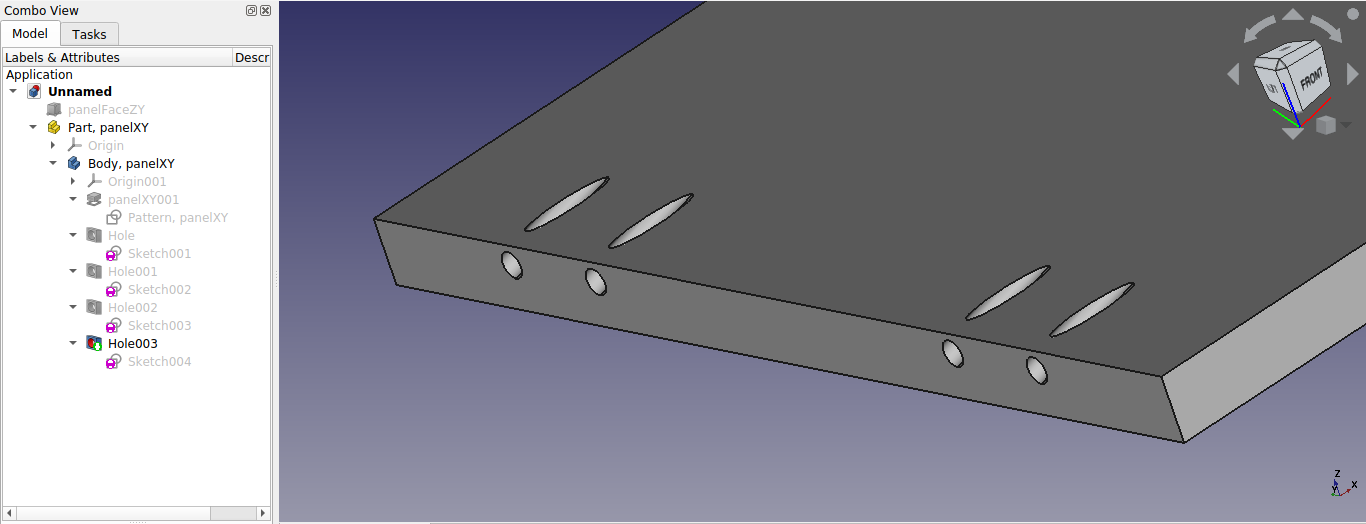 Combo View
Model
Tasks
Labels & Attributes
Descr
Application
Unnamed
panelFaceZY
Part, panelXY
Origin
Body, panelXY
Origin001
panelXY001
Pattern, panelXY
Hole
Sketch001
Hole001
Sketch002
Hole002
Sketch003
Hole003
Sketch004
FRONT
Z
Y
X